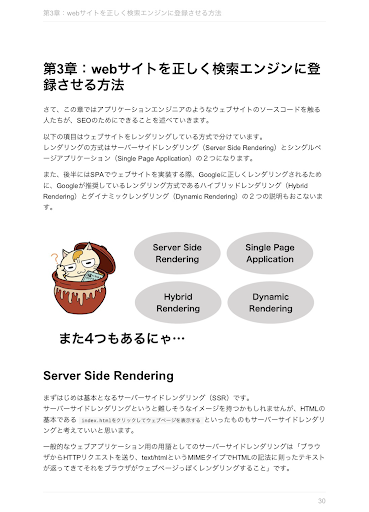 第3章：webサイトを正しく検索エンジンに登録させる方法
第3章：webサイトを正しく検索エンジンに登
録させる方法
さて、この章ではアプリケーションエンジニアのようなウェブサイトのソースコードを触る
人たちが、SEOのためにできることを述べていきます。
以下の項目はウェブサイトをレンダリングしている方式で分けています。
レンダリングの方式はサーバーサイドレンダリング（Server Side Rendering）とシングルペ
ージアプリケーション（Single Page Application）の２つになります。
また、後半にはSPAでウェブサイトを実装する際、Googleに正しくレンダリングされるため
に、Googleが推奨しているレンダリング方式であるハイブリッドレンダリング（Hybrid
Rendering）とダイナミックレンダリング（Dynamic Rendering）の２つの説明もおこないま
す。
Server Side
Rendering
Single Page
Application
Hybrid
Rendering
Dynamic
Rendering
また4つもあるにゃ…
Server Side Rendering
まずはじめは基本となるサーバーサイドレンダリング（SSR）です。
サーバーサイドレンダリングというと難しそうなイメージを持つかもしれませんが、HTMLの
基本である index.htmlをクリックしてウェブページを表示する といったものもサーバーサイドレンダリ
ングと考えていいと思います。
一般的なウェブアプリケーション用の用語としてのサーバーサイドレンダリングは「ブラウ
ザからHTTPリクエストを送り、text/htmlというMIMEタイプでHTMLの記法に則ったテキスト
が返ってきてそれをブラウザがウェブページっぽくレンダリングすること」です。
30